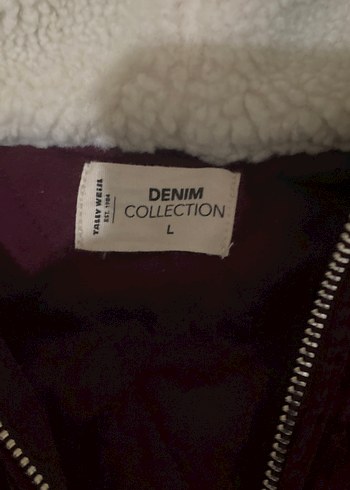 TALLY WEiJL
EST. 1984
DENIM
COLLECTION
L